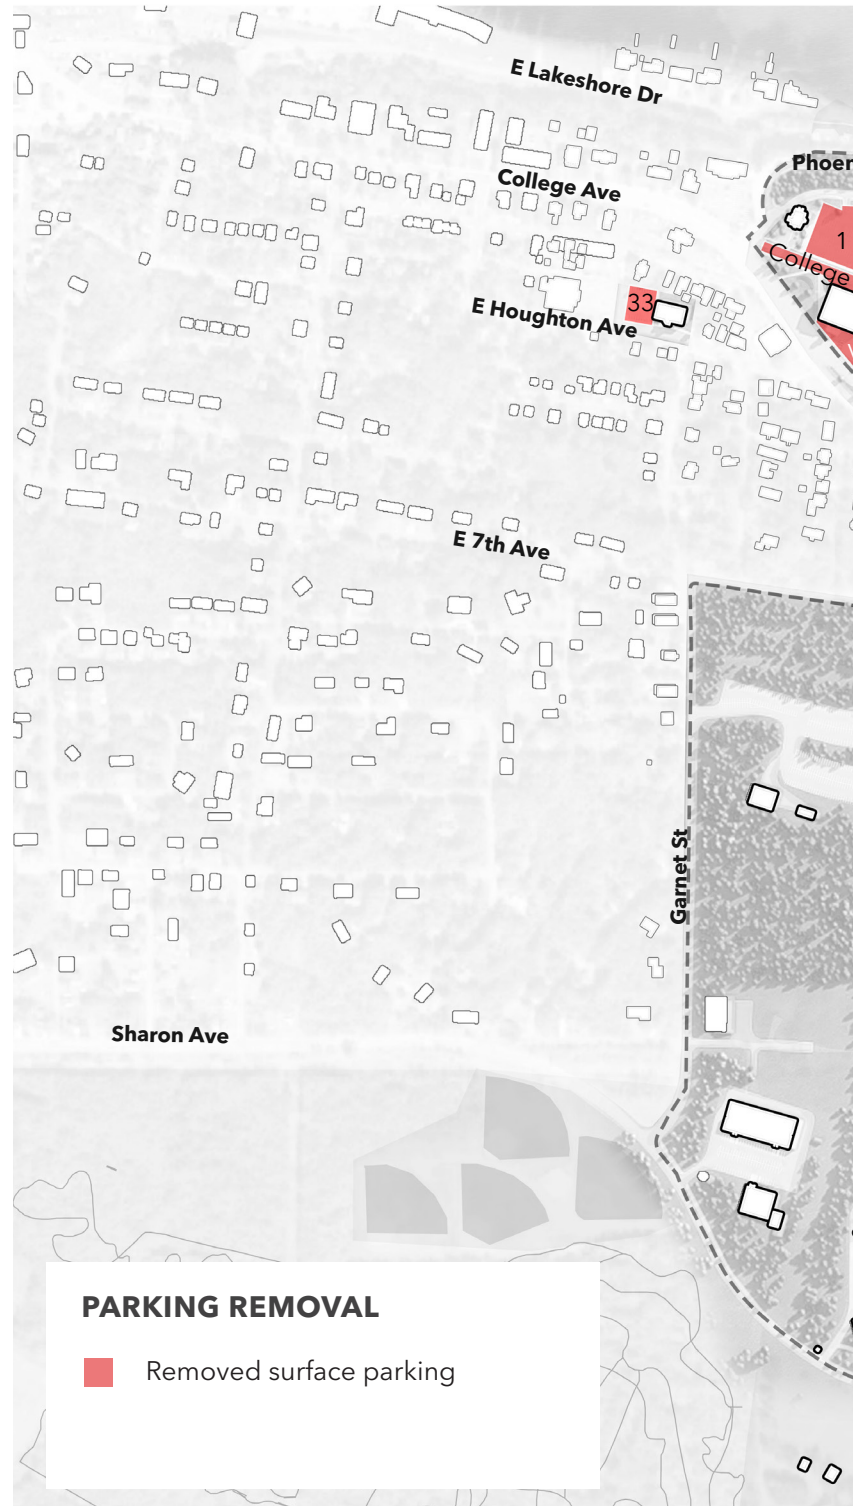 E Lakeshore Dr
Phoer
College Ave
1
College
33
E Houghton Ave
E 7th Ave
Garnet St
Sharon Ave
PARKING REMOVAL
Removed surface parking